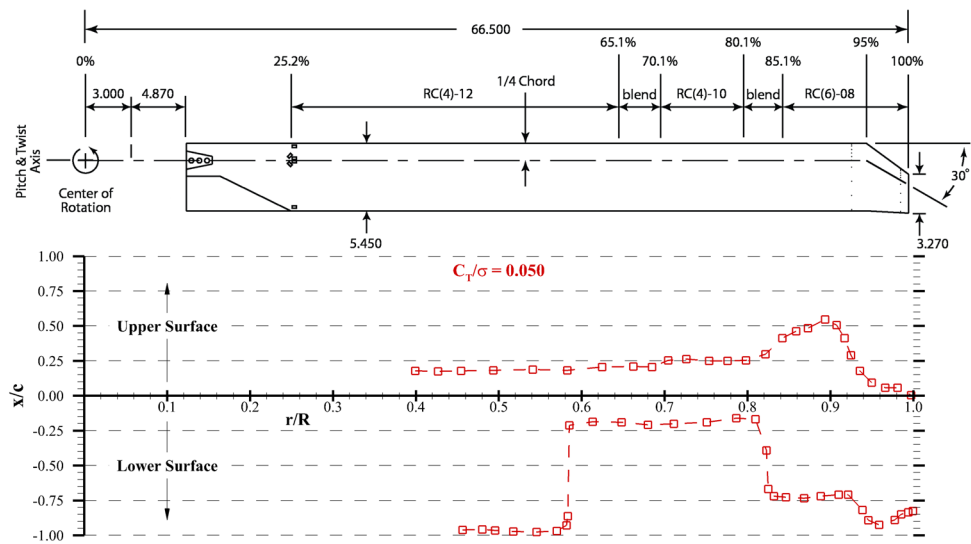 66.500
65.1% 80.1% 95%
0% 25.2% 70.1% 85.1% 100%
1/4 Chord
3.000 4.870 RC(4)-12 blend RC(4)-10 blend RC(6)-08
Pitch & Twist
Axis
Center of
Rotation
30°
5.450 3.270
1.00
C_T/σ = 0.050
0.75
0.50 Upper Surface
0.25
x/c 0.00
0.1 0.2 0.3 0.4 0.5 0.6 0.7 0.8 0.9 1.0
r/R
-0.25
-0.50 Lower Surface
-0.75
-1.00